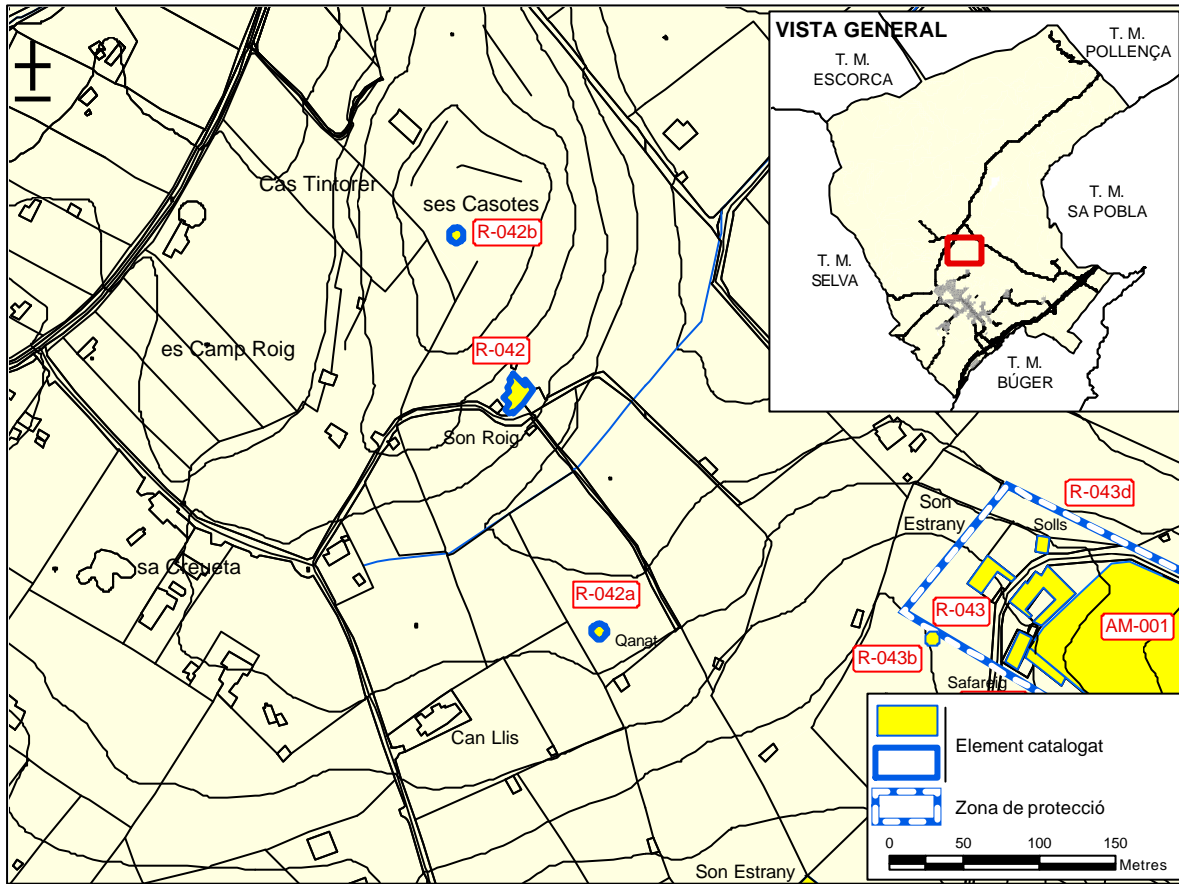 VISTA GENERAL
T. M.
POLLENÇA
T. M.
ESCORCA
T. M.
SA POBLA
T. M.
SELVA
T. M.
BÚGER
Cas Tintorer
ses Casotes
R-042b
es Camp Roig
R-042
Son Roig
sa Creueta
R-042a
Qanat
Can Llis
Son
Estrany
R-043d
Solls
R-043
AM-001
R-043b
Safareig
Son Estrany
Element catalogat
Zona de protecció
0 50 100 150
Metres